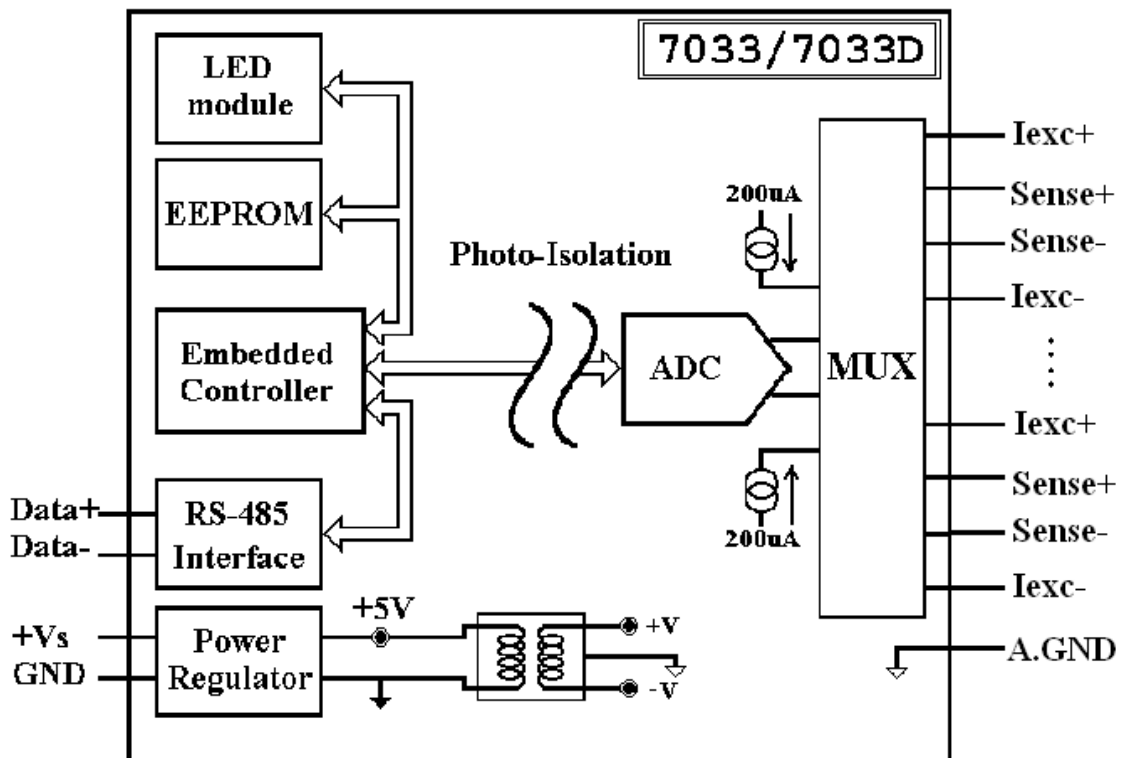 7033/7033D
LED
module
EEPROM
Embedded
Controller
RS-485
Interface
Power
Regulator
Data+
Data-
+Vs
GND
+5V
+V
-V
Photo-Isolation
ADC
200uA
200uA
MUX
Iexc+
Sense+
Sense-
Iexc-
Iexc+
Sense+
Sense-
Iexc-
A.GND